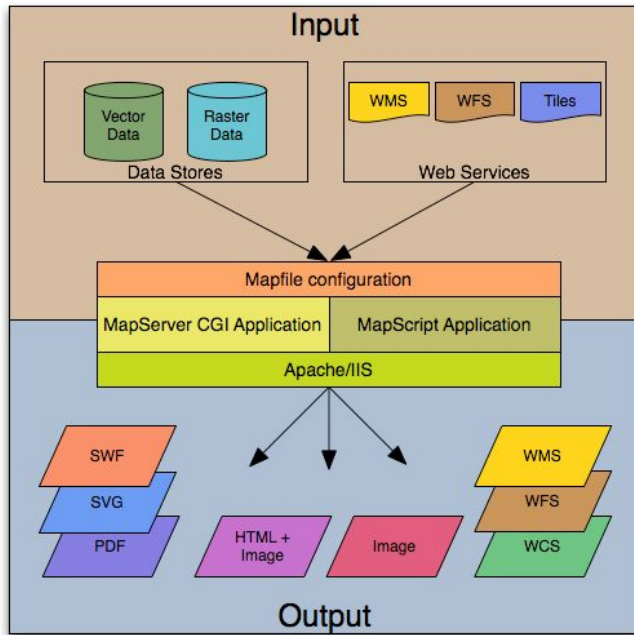 Input
Vector
Data
Raster
Data
Data Stores
WMS
WFS
Tiles
Web Services
Mapfile configuration
MapServer CGI Application
MapScript Application
Apache/IIS
SWF
SVG
PDF
HTML +
Image
Image
WMS
WFS
WCS
Output